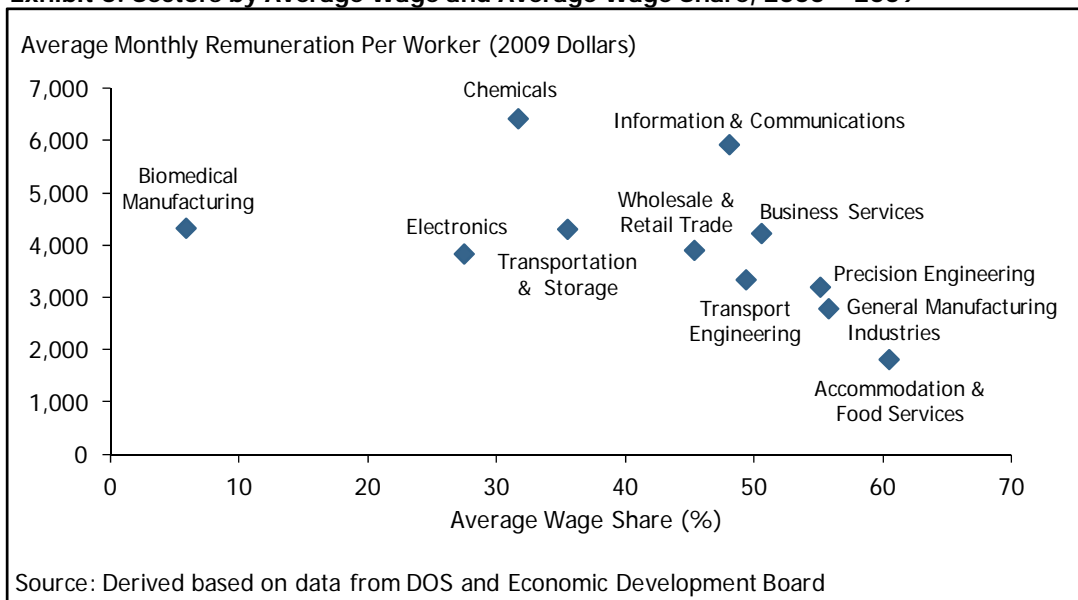 Average Monthly Remuneration Per Worker (2009 Dollars)
7,000
6,000
5,000
4,000
3,000
2,000
1,000
0
Chemicals
Information & Communications
Biomedical
Manufacturing
Wholesale &
Retail Trade
Business Services
Electronics
Transportation
& Storage
Precision Engineering
Transport
Engineering
General Manufacturing
Industries
Accommodation &
Food Services
0 10 20 30 40 50 60 70
Average Wage Share (%)
Source: Derived based on data from DOS and Economic Development Board